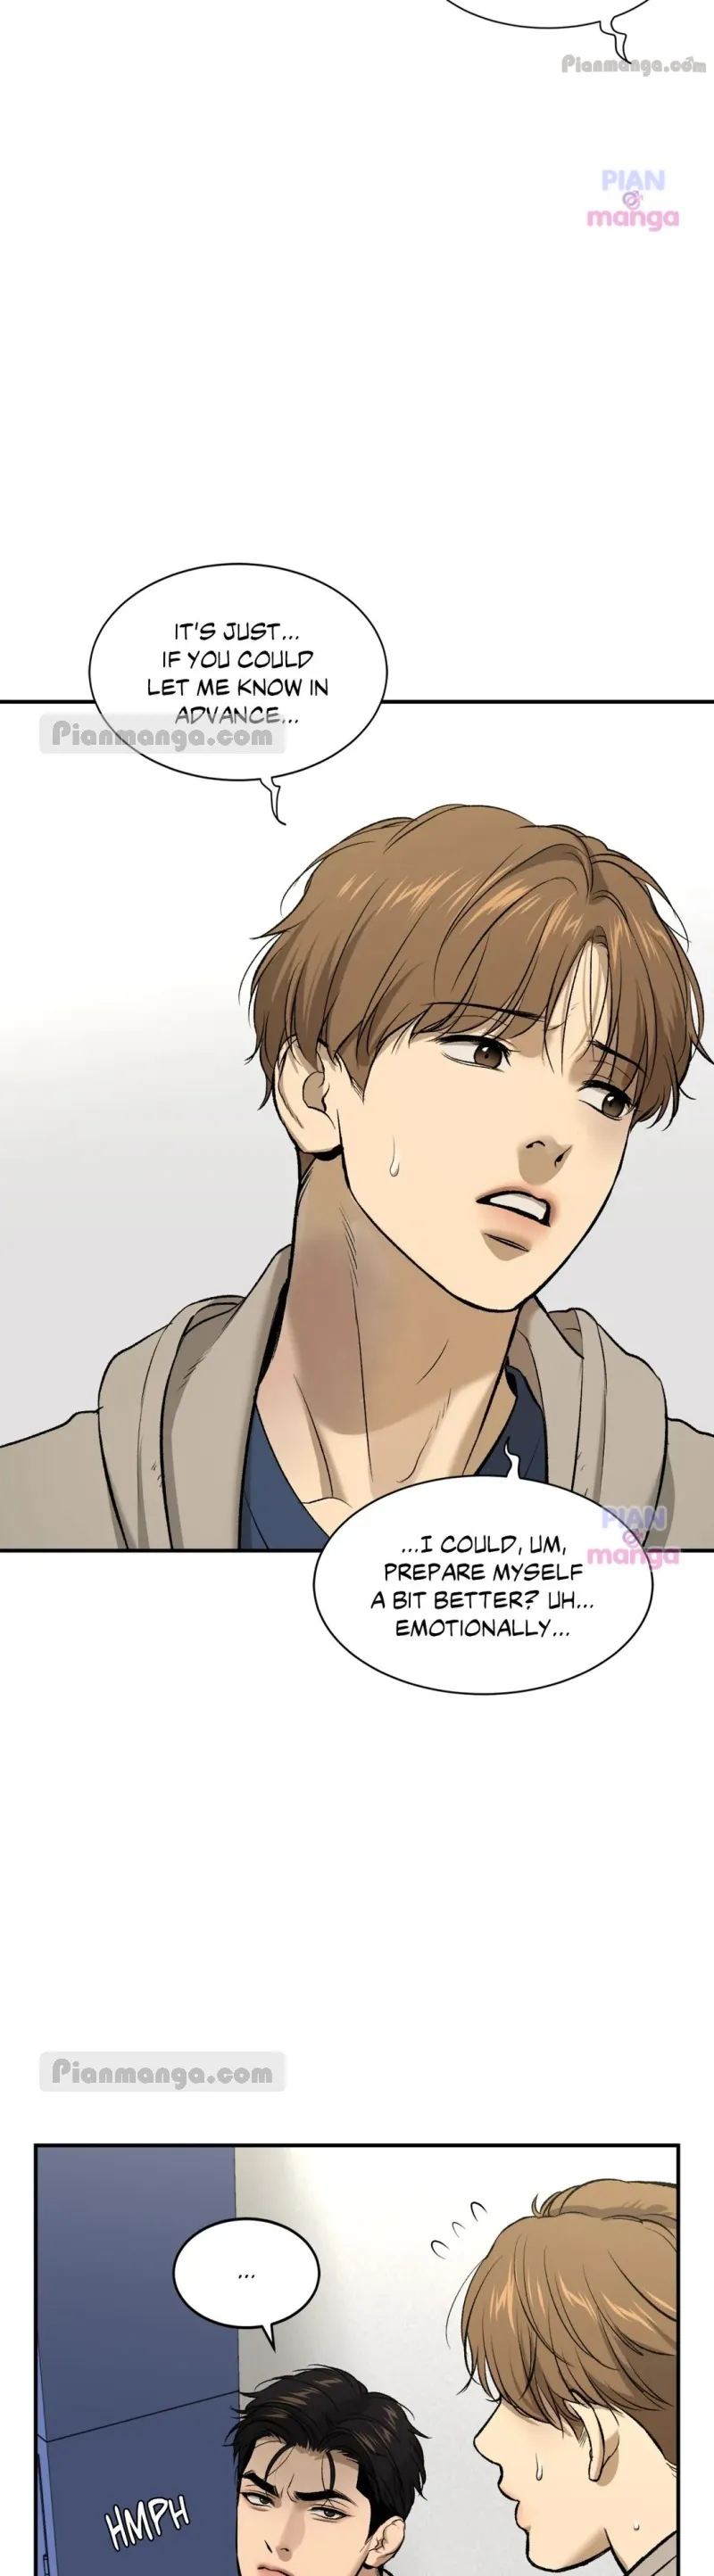 Pianmanga.com
PIAN
manga
IT'S JUST...
IF YOU COULD
LET ME KNOW IN
ADVANCE...
Pianmanga.com
PIAN
manga
...I COULD, UM,
PREPARE MYSELF
A BIT BETTER? UH...
EMOTIONALLY...
Pianmanga.com
...
HMPH